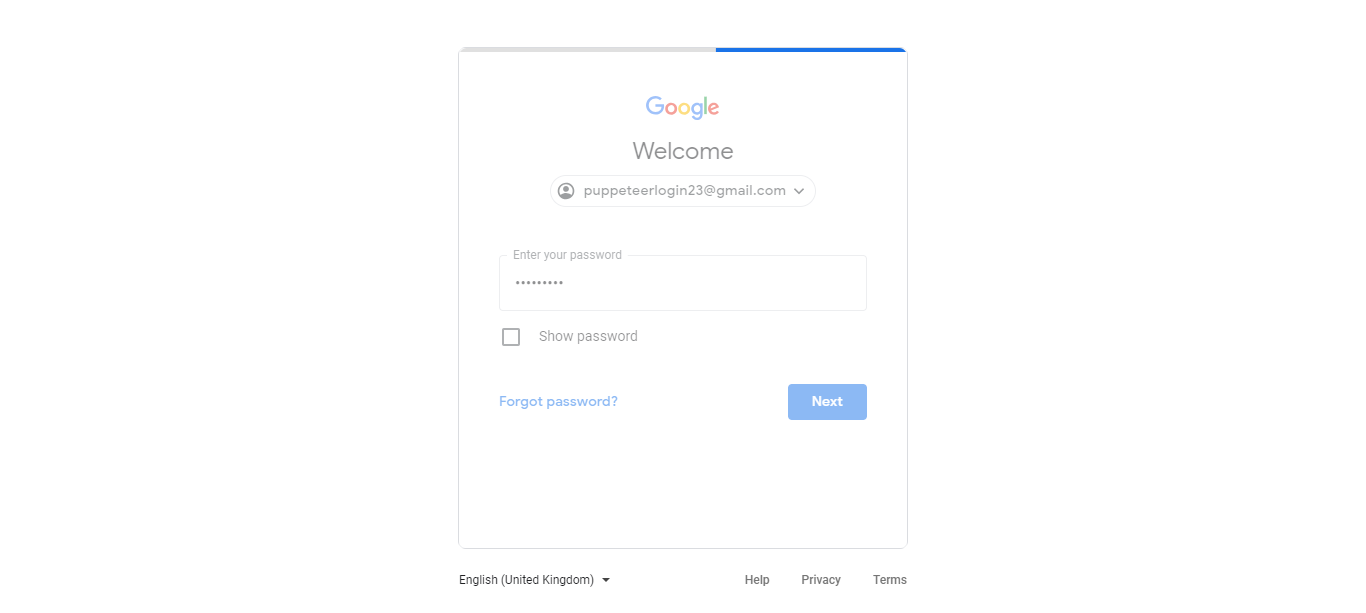 Google
Welcome
puppeteerlogin23@gmail.com
Enter your password
•••••••••
Show password
Forgot password? Next
English (United Kingdom) Help Privacy Terms